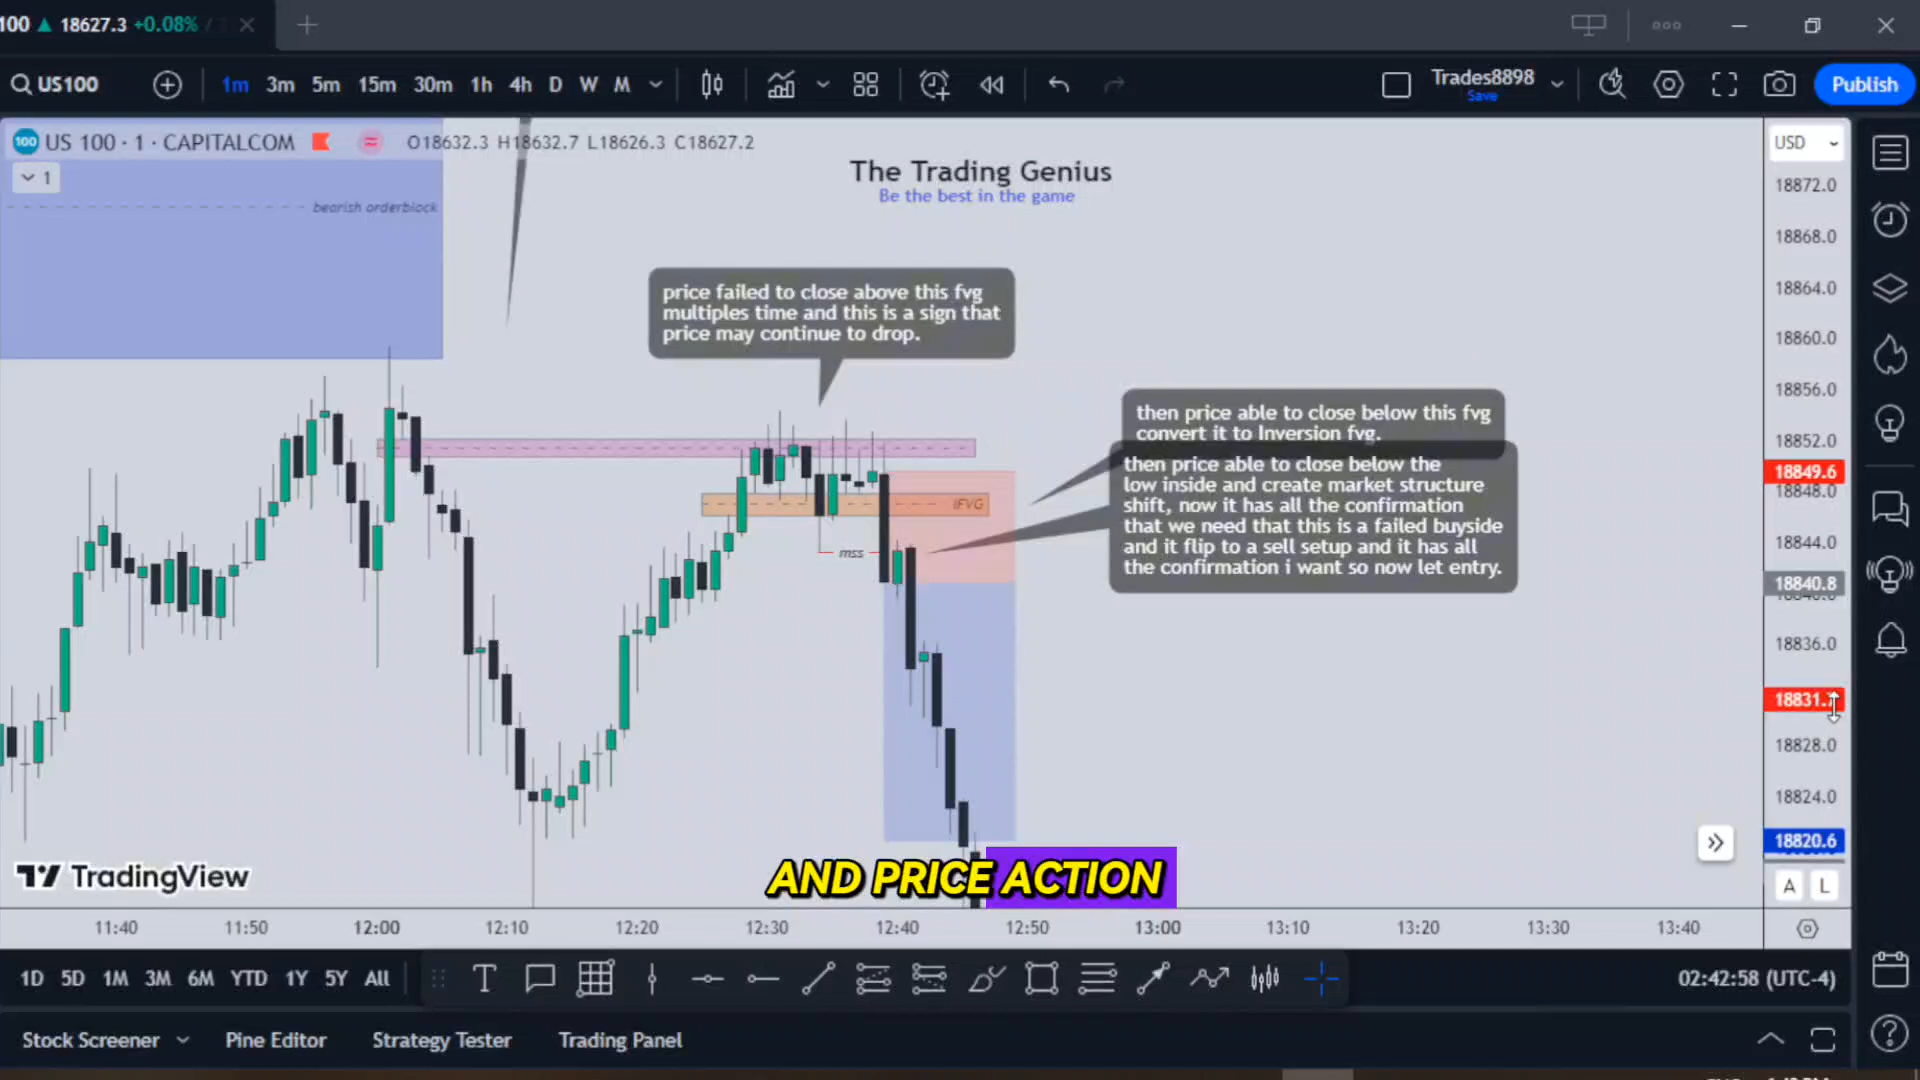 100 ▲ 18627.3 +0.08% /
US100 1m 3m 5m 15m 30m 1h 4h D W M Trades8898 Save Publish
100 US 100 · 1 · CAPITALCOM O18632.3 H18632.7 L18626.3 C18627.2
1
bearish orderblock
The Trading Genius
Be the best in the game
price failed to close above this fvg
multiples time and this is a sign that
price may continue to drop.
then price able to close below this fvg
convert it to Inversion fvg.
then price able to close below the
low inside and create market structure
shift, now it has all the confirmation
that we need that this is a failed buyside
and it flip to a sell setup and it has all
the confirmation i want so now let entry.
IFVG
mss
USD
18872.0
18868.0
18864.0
18860.0
18856.0
18852.0
18849.6
18848.0
18844.0
18840.8
18836.0
18828.0
18824.0
18820.6
A L
AND PRICE ACTION
TradingView
11:40 11:50 12:00 12:10 12:20 12:30 12:40 12:50 13:00 13:10 13:20 13:30 13:40
1D 5D 1M 3M 6M YTD 1Y 5Y All 02:42:58 (UTC-4)
Stock Screener Pine Editor Strategy Tester Trading Panel